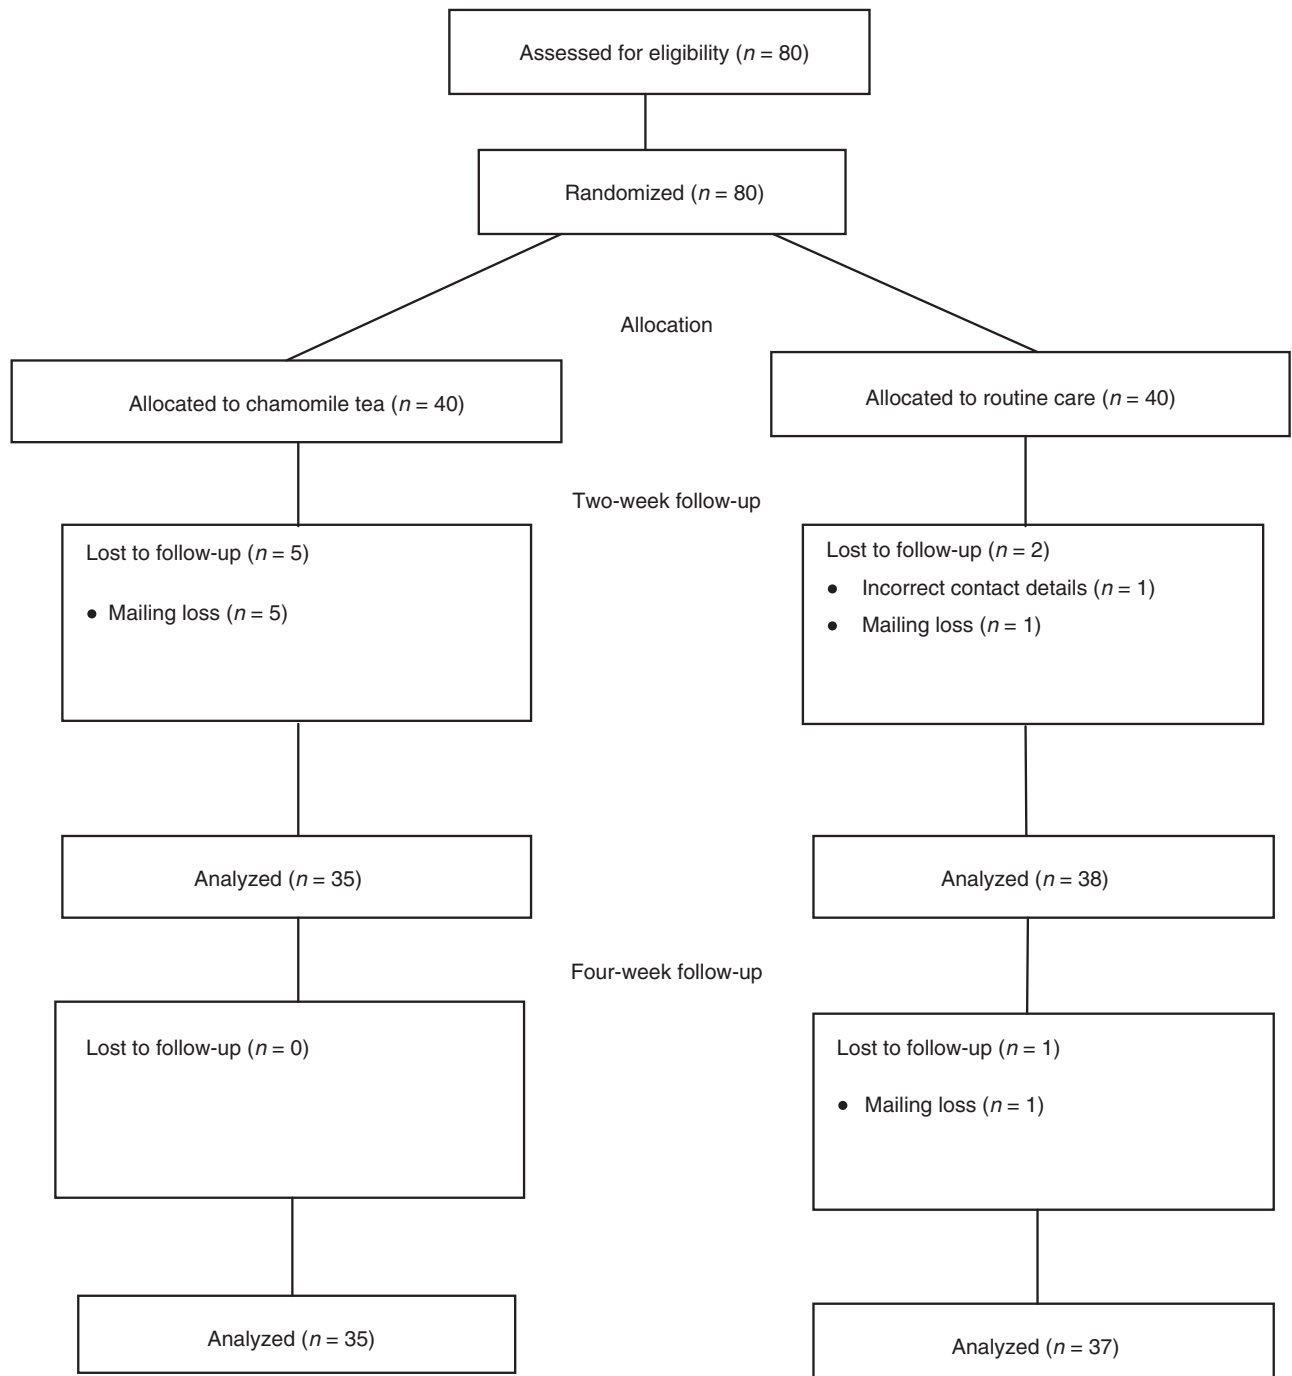 Assessed for eligibility (n = 80)
Randomized (n = 80)
Allocation
Allocated to chamomile tea (n = 40)
Allocated to routine care (n = 40)
Two-week follow-up
Lost to follow-up (n = 5)
● Mailing loss (n = 5)
Lost to follow-up (n = 2)
● Incorrect contact details (n = 1)
● Mailing loss (n = 1)
Analyzed (n = 35)
Analyzed (n = 38)
Four-week follow-up
Lost to follow-up (n = 0)
Lost to follow-up (n = 1)
● Mailing loss (n = 1)
Analyzed (n = 35)
Analyzed (n = 37)